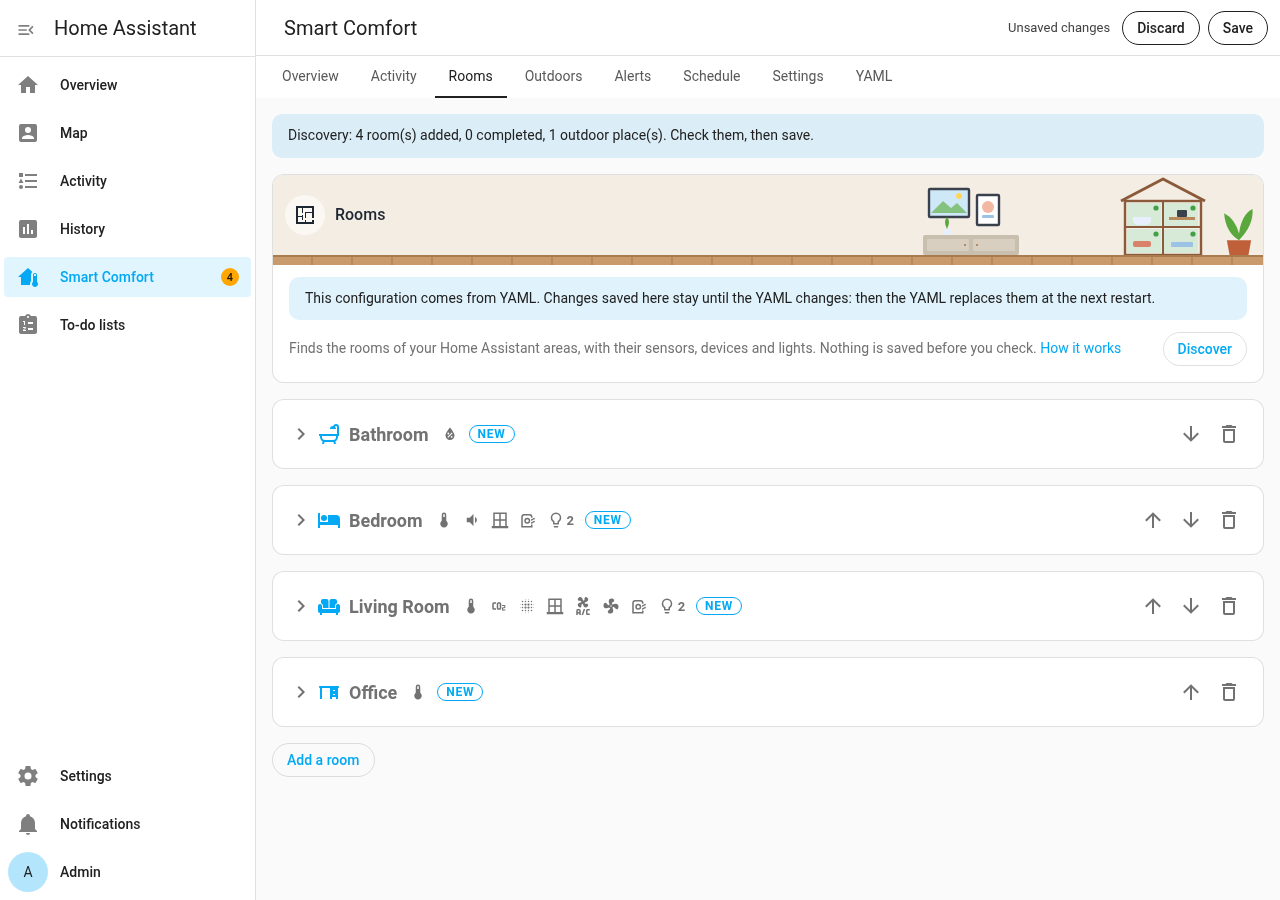 Home Assistant
Smart Comfort
Unsaved changes
Discard
Save
Overview
Map
Activity
History
Smart Comfort
4
To-do lists
Settings
Notifications
A
Admin
Overview
Activity
Rooms
Outdoors
Alerts
Schedule
Settings
YAML
Discovery: 4 room(s) added, 0 completed, 1 outdoor place(s). Check them, then save.
Rooms
This configuration comes from YAML. Changes saved here stay until the YAML changes: then the YAML replaces them at the next restart.
Finds the rooms of your Home Assistant areas, with their sensors, devices and lights. Nothing is saved before you check. How it works
Discover
Bathroom
NEW
Bedroom
2
NEW
Living Room
CO₂
A/C
2
NEW
Office
NEW
Add a room